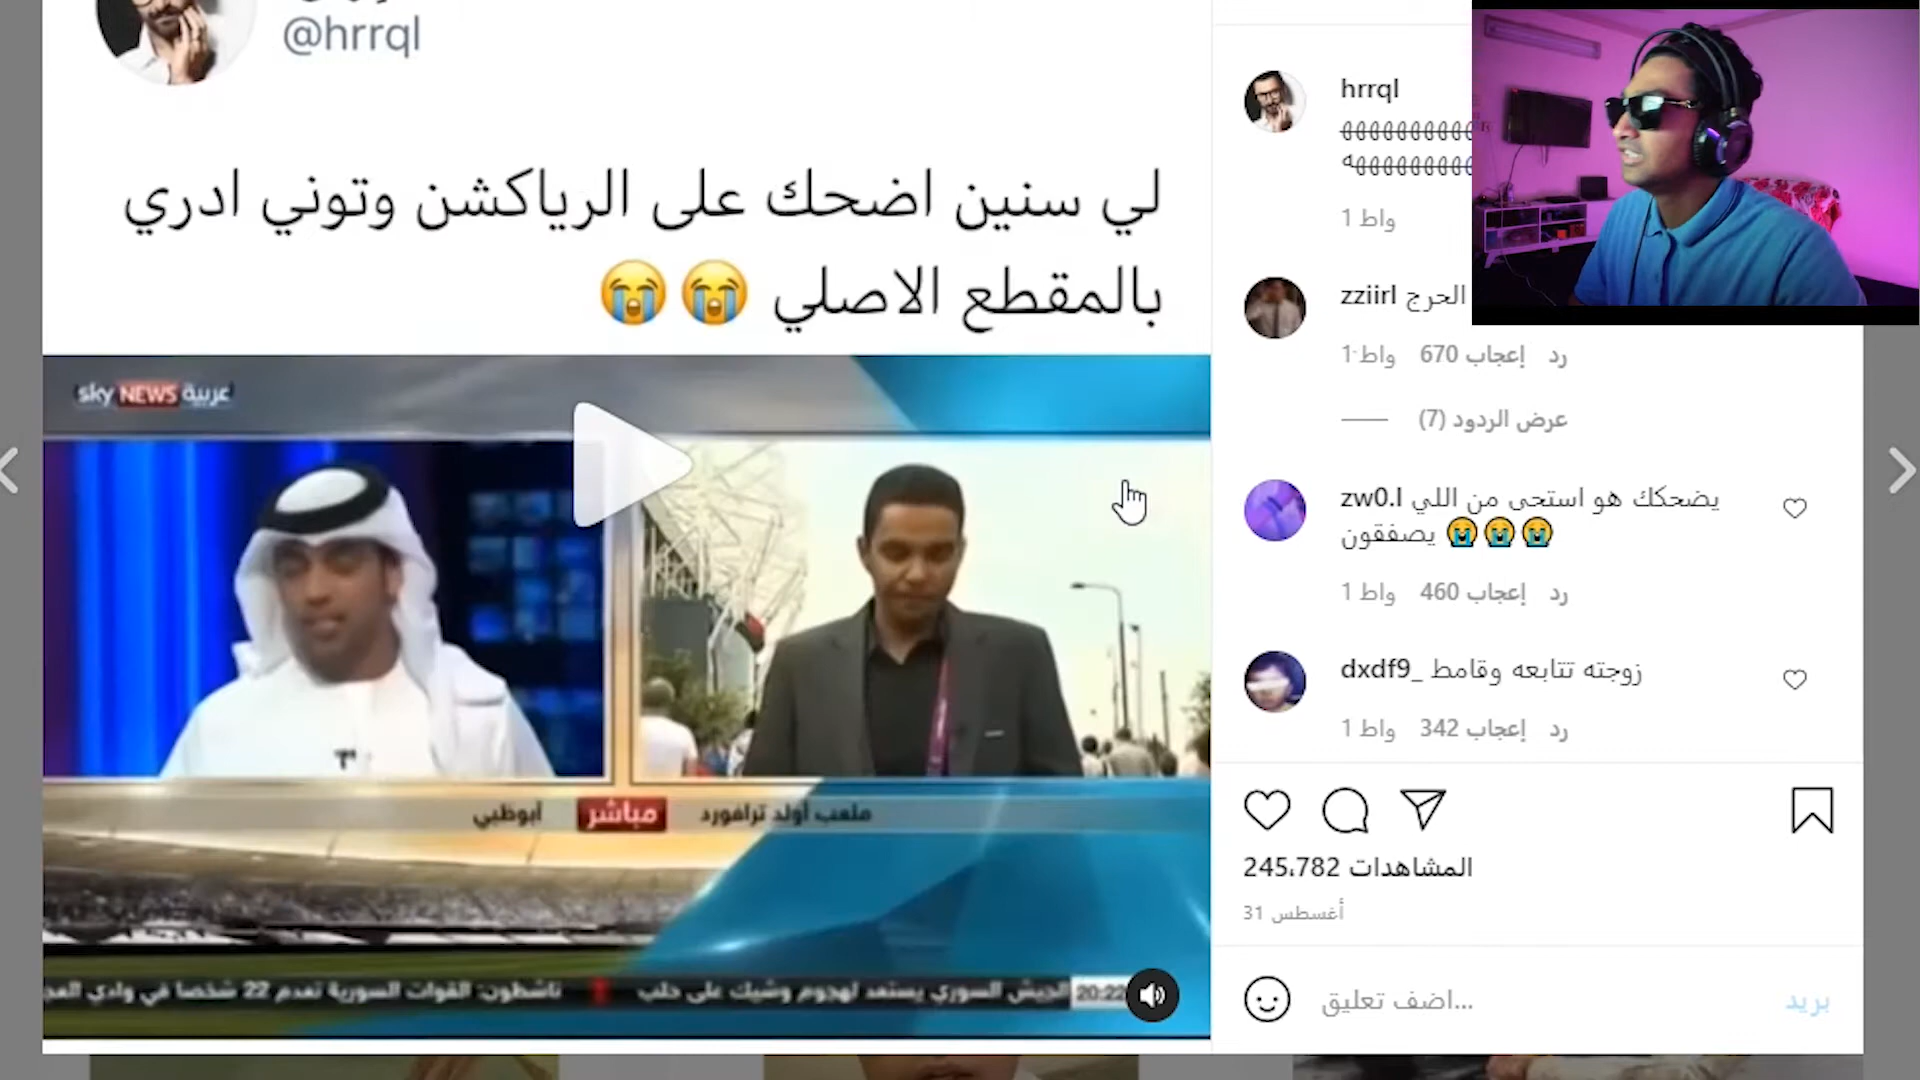 @hrrql
لي سنين اضحك على الرياكشن وتوني ادري
بالمقطع الاصلي 😭😭
sky NEWS عربية
ملعب أولد ترافورد مباشر أبوظبي
20:22 الجيش السوري يستعد لهجوم وشيك على حلب ناشطون: القوات السورية تعدم 22 شخصا في وادي
hrrql
1 واط
zziirl الحرج
1 واط 670 إعجاب رد
عرض الردود (7)
zw0.l يضحكك هو استحى من اللي
يصفقون 😭😭😭
1 واط 460 إعجاب رد
dxdf9_ زوجته تتابعه وقامط
1 واط 342 إعجاب رد
245،782 المشاهدات
31 أغسطس
اضف تعليق...
بريد